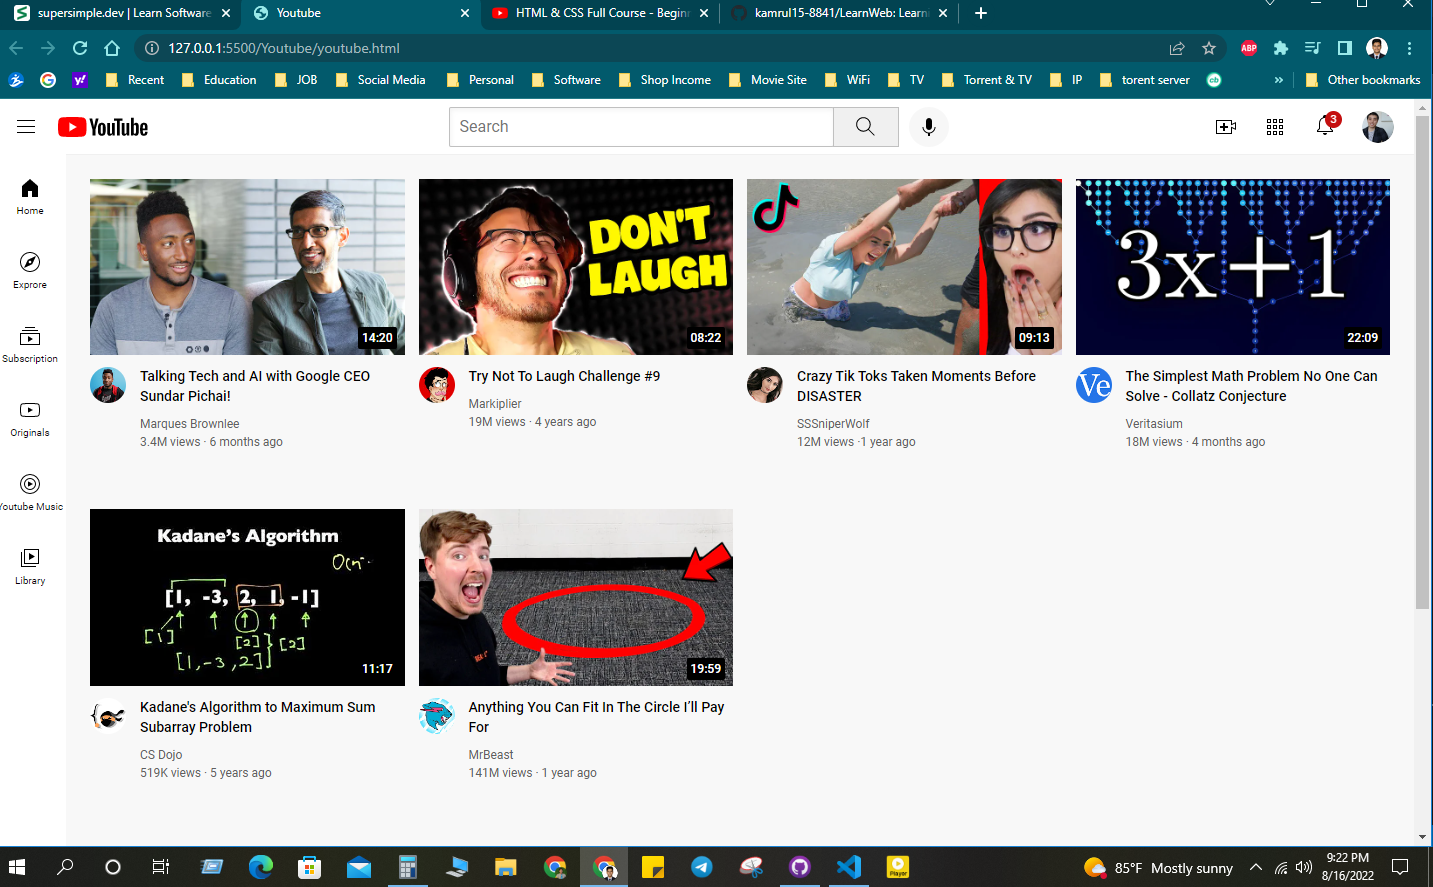 supersimple.dev | Learn Software
Youtube
HTML & CSS Full Course - Begin
kamrul15-8841/LearnWeb: Learni
127.0.0.1:5500/Youtube/youtube.html
ABP
Recent
Education
JOB
Social Media
Personal
Software
Shop Income
Movie Site
WiFi
TV
Torrent & TV
IP
torent server
cb
»
Other bookmarks
YouTube
Search
3
Home
Exprore
Subscription
Originals
Youtube Music
Library
14:20
Talking Tech and AI with Google CEO
Sundar Pichai!
Marques Brownlee
3.4M views · 6 months ago
DON'T
LAUGH
08:22
Try Not To Laugh Challenge #9
Markiplier
19M views · 4 years ago
09:13
Crazy Tik Toks Taken Moments Before
DISASTER
SSSniperWolf
12M views ·1 year ago
3x+1
22:09
Ve
The Simplest Math Problem No One Can
Solve - Collatz Conjecture
Veritasium
18M views · 4 months ago
Kadane's Algorithm
[1, -3, 2, 1, -1]
[1]
[2]
[2]
[1,-3,2]
11:17
Kadane's Algorithm to Maximum Sum
Subarray Problem
CS Dojo
519K views · 5 years ago
19:59
Anything You Can Fit In The Circle I’ll Pay
For
MrBeast
141M views · 1 year ago
85°F Mostly sunny
9:22 PM
8/16/2022
Player